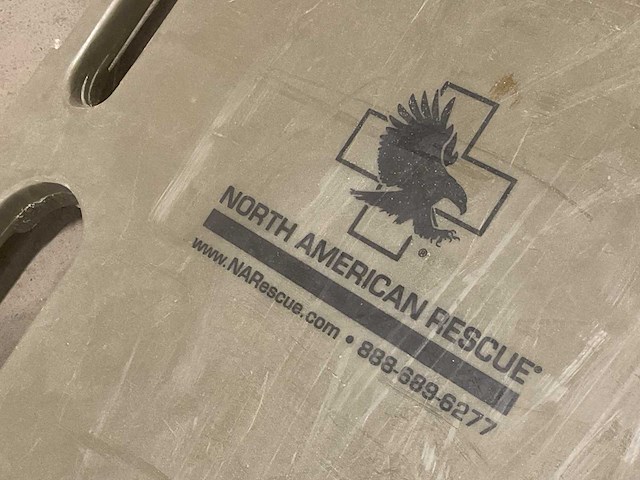 ®
NORTH AMERICAN RESCUE®
www.NARescue.com • 888-689-6277